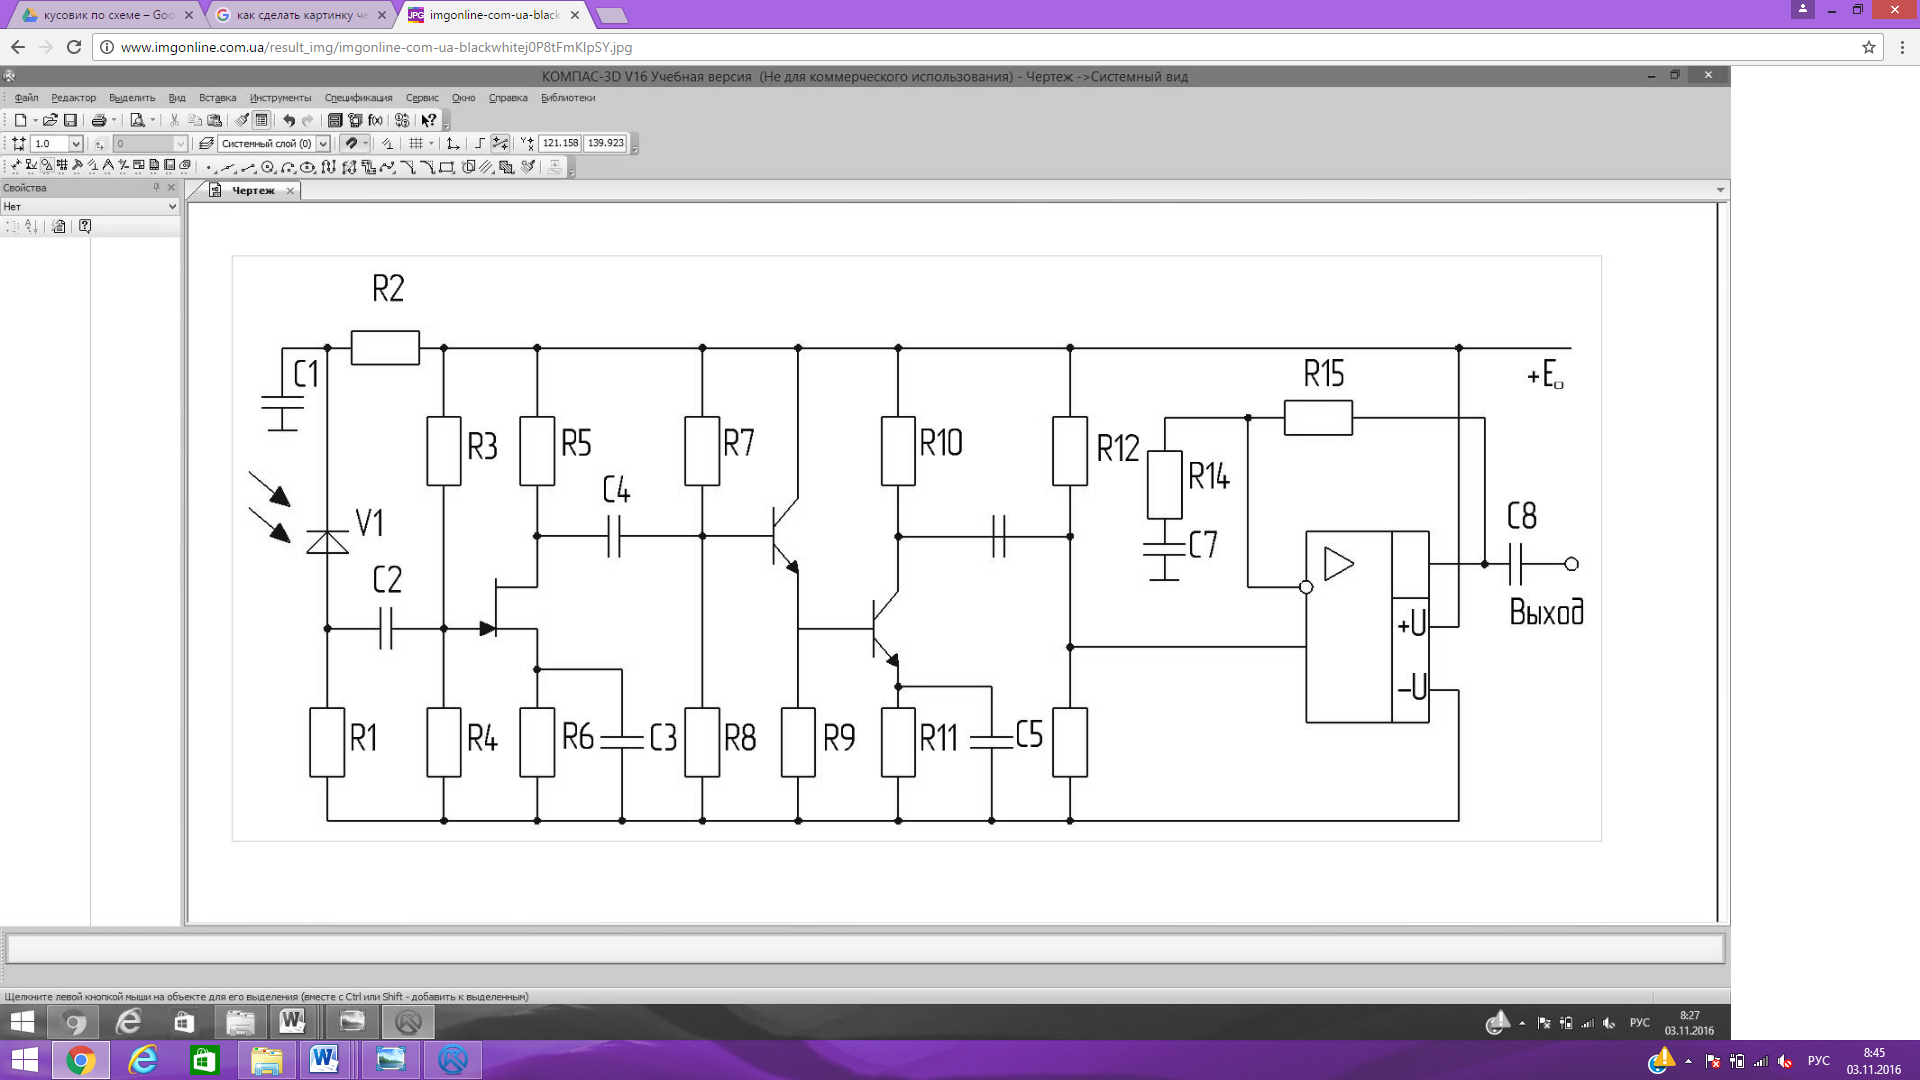 кусовик по схеме – Goo
как сделать картинку че
imgonline-com-ua-black
www.imgonline.com.ua/result_img/imgonline-com-ua-blackwhitej0P8tFmKlpSY.jpg
КОМПАС-3D V16 Учебная версия (Не для коммерческого использования) - Чертеж ->Системный вид
Файл Редактор Выделить Вид Вставка Инструменты Спецификация Сервис Окно Справка Библиотеки
1.0 0 Системный слой (0) 121.158 139.923
Свойства
Чертеж
Нет
R2
C1
R15
+E₀
R3 R5 R7 R10 R12
R14
C4
V1
C8
C7
C2
Выход
+U
−U
R1 R4 R6 C3 R8 R9 R11 C5
Щелкните левой кнопкой мыши на объекте для его выделения (вместе с Ctrl или Shift - добавить к выделенным)
РУС
8:27
03.11.2016
РУС
8:45
03.11.2016